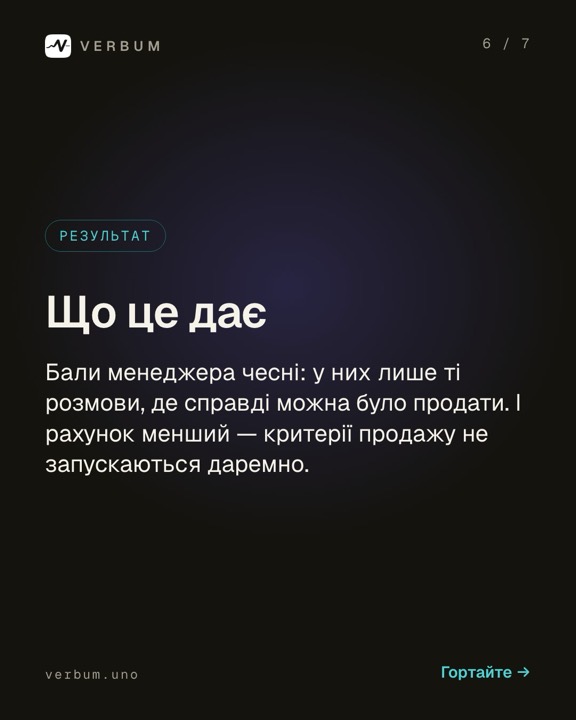 VERBUM
6 / 7
РЕЗУЛЬТАТ
Що це дає
Бали менеджера чесні: у них лише ті
розмови, де справді можна було продати. І
рахунок менший — критерії продажу не
запускаються даремно.
verbum.uno
Гортайте →